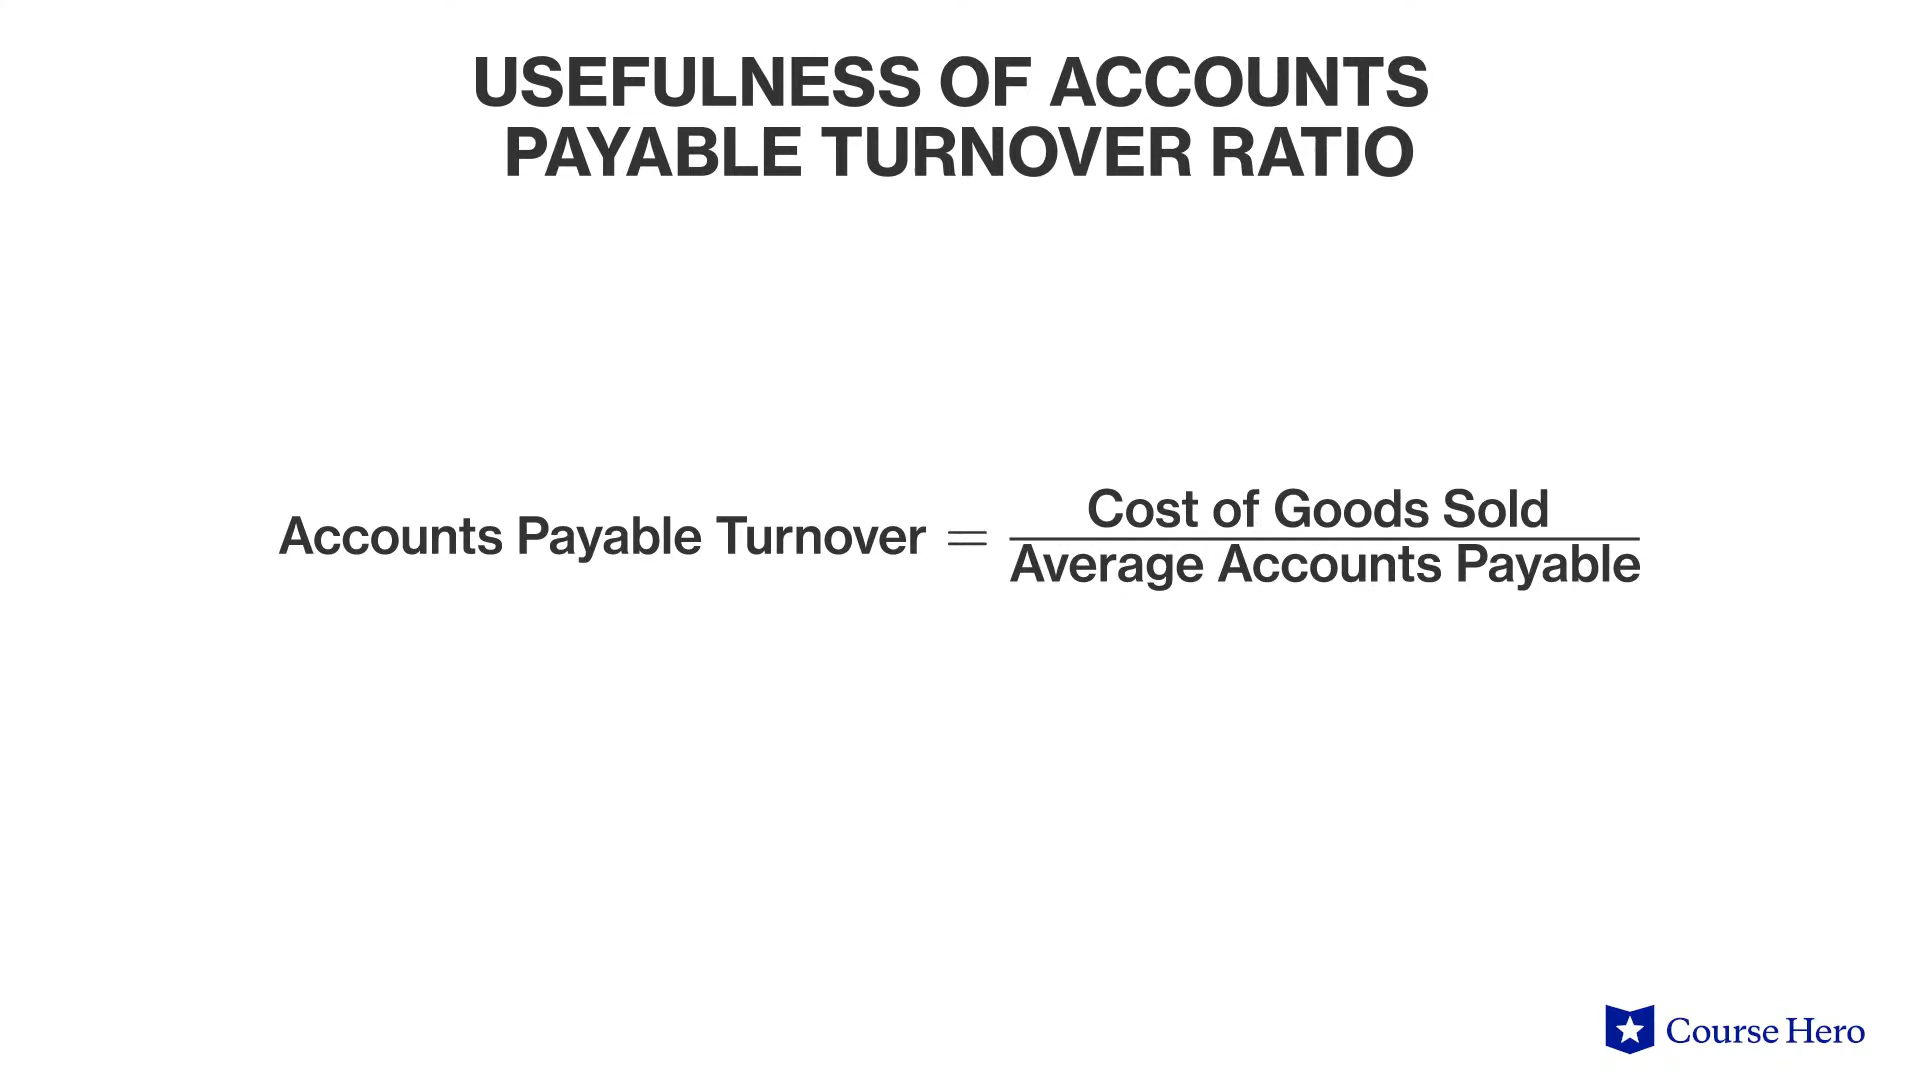 USEFULNESS OF ACCOUNTS
PAYABLE TURNOVER RATIO
Accounts Payable Turnover =
Cost of Goods Sold
Average Accounts Payable
Course Hero